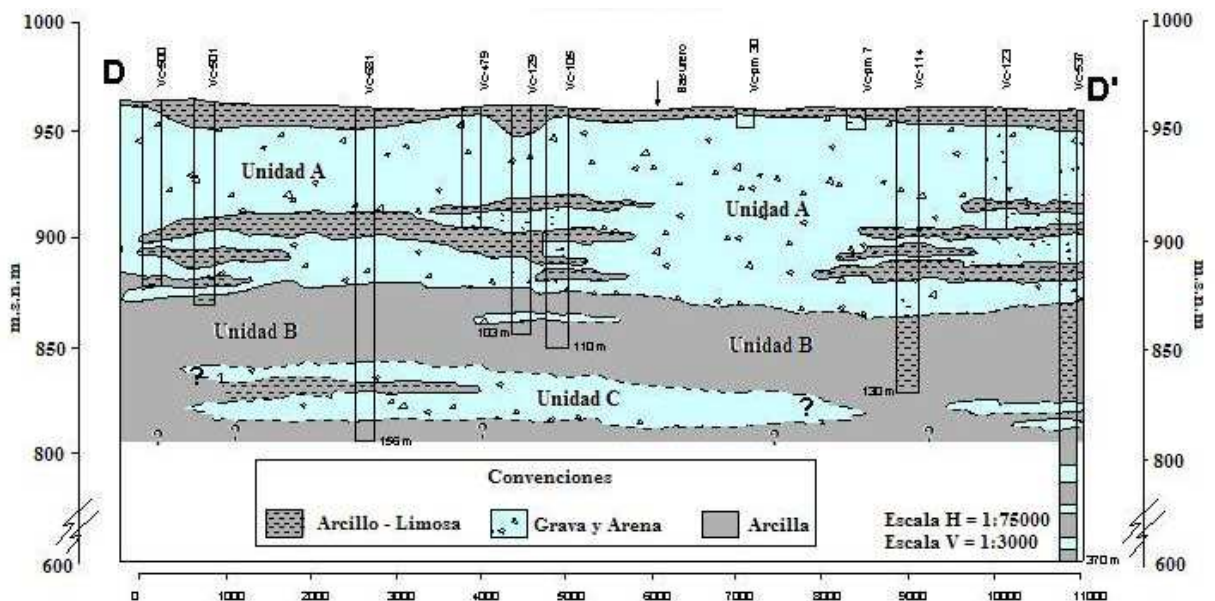 1000
950
900
850
800
600
m.s.n.m
D
Vc-500
Vc-501
Vc-681
Vc-479
Vc-129
Vc-105
Basurero
Vc-pm 30
Vc-pm 7
Vc-114
Vc-123
Vc-537
D'
1000
950
900
850
800
600
m.s.n.m
Unidad A
Unidad A
Unidad B
Unidad B
103 m
110 m
130 m
?
Unidad C
?
156 m
Convenciones
Arcillo - Limosa
Grava y Arena
Arcilla
Escala H = 1:75000
Escala V = 1:3000
370 m
0 1000 2000 3000 4000 5000 6000 7000 8000 9000 10000 11000